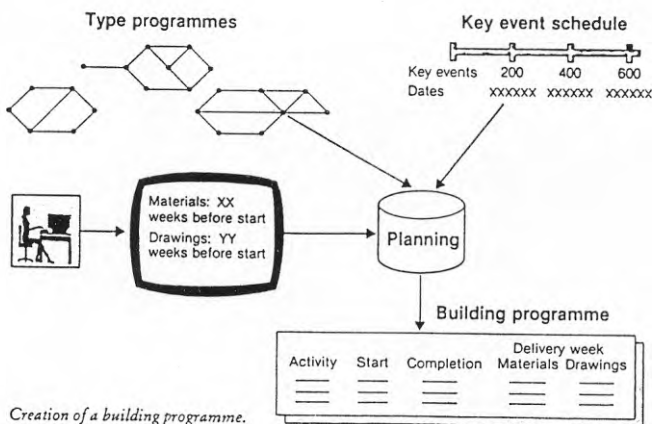 Type programmes
Key event schedule
Key events 200 400 600
Dates XXXXXX XXXXXX XXXXXX
Materials: XX
weeks before start
Drawings: YY
weeks before start
Planning
Building programme
Delivery week
Activity Start Completion Materials Drawings
Creation of a building programme.